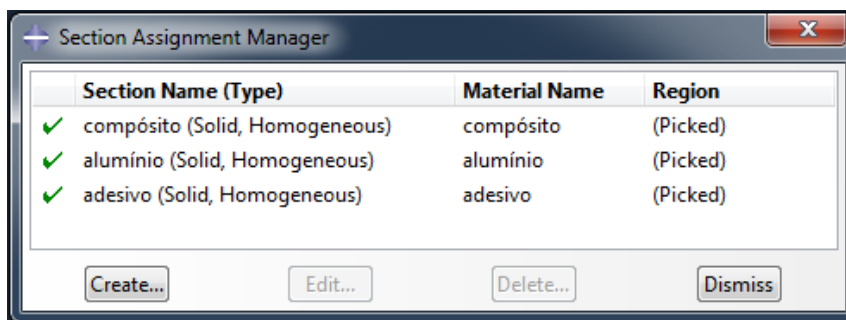 Section Assignment Manager
Section Name (Type) Material Name Region
compósito (Solid, Homogeneous) compósito (Picked)
alumínio (Solid, Homogeneous) alumínio (Picked)
adesivo (Solid, Homogeneous) adesivo (Picked)
Create... Edit... Delete... Dismiss